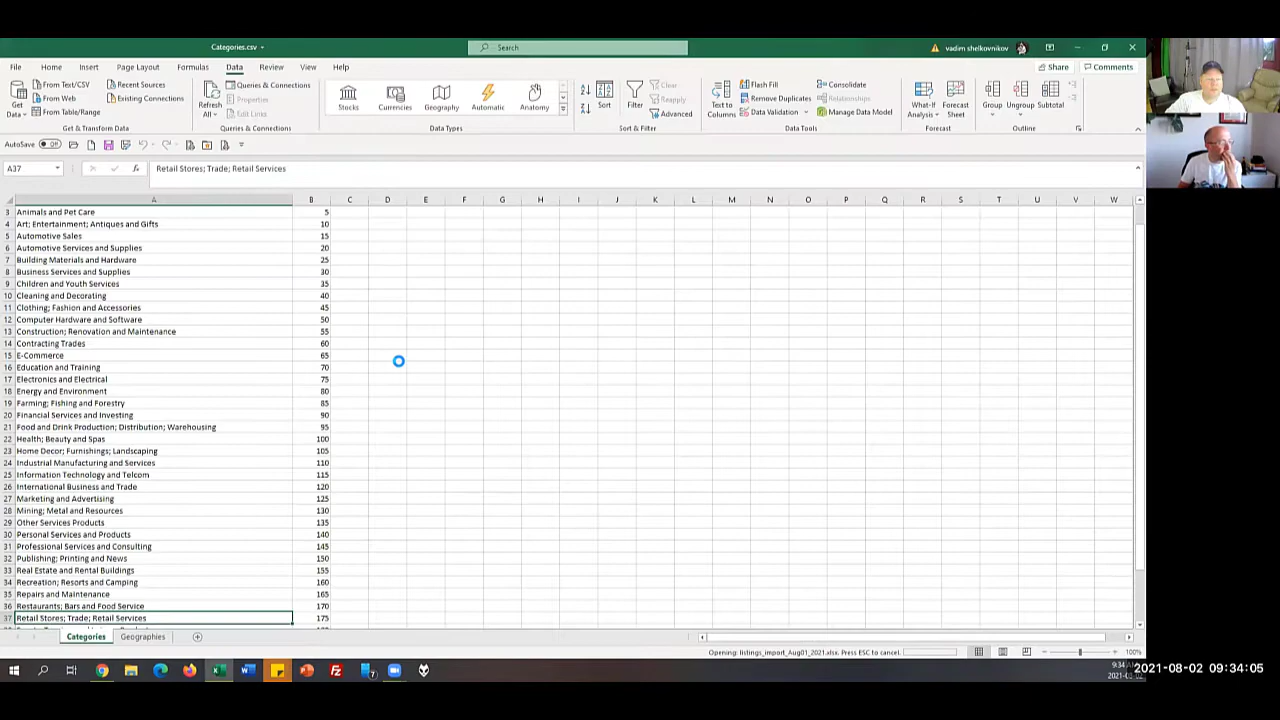 Categories.csv
Search
vadim shelkovnikov
File Home Insert Page Layout Formulas Data Review View Help
Share Comments
Get Data
From Text/CSV
From Web
From Table/Range
Recent Sources
Existing Connections
Get & Transform Data
Refresh All
Queries & Connections
Properties
Edit Links
Queries & Connections
Stocks Currencies Geography Automatic Anatomy
Data Types
Sort
Filter
Clear
Reapply
Advanced
Sort & Filter
Text to Columns
Flash Fill
Remove Duplicates
Data Validation
Consolidate
Relationships
Manage Data Model
Data Tools
What-If Analysis
Forecast Sheet
Forecast
Group Ungroup Subtotal
Outline
AutoSave Off
A37 fx Retail Stores; Trade; Retail Services
A B C D E F G H I J K L M N O P Q R S T U V W
3 Animals and Pet Care 5
4 Art; Entertainment; Antiques and Gifts 10
5 Automotive Sales 15
6 Automotive Services and Supplies 20
7 Building Materials and Hardware 25
8 Business Services and Supplies 30
9 Children and Youth Services 35
10 Cleaning and Decorating 40
11 Clothing; Fashion and Accessories 45
12 Computer Hardware and Software 50
13 Construction; Renovation and Maintenance 55
14 Contracting Trades 60
15 E-Commerce 65
16 Education and Training 70
17 Electronics and Electrical 75
18 Energy and Environment 80
19 Farming; Fishing and Forestry 85
20 Financial Services and Investing 90
21 Food and Drink Production; Distribution; Warehousing 95
22 Health; Beauty and Spas 100
23 Home Decor; Furnishings; Landscaping 105
24 Industrial Manufacturing and Services 110
25 Information Technology and Telcom 115
26 International Business and Trade 120
27 Marketing and Advertising 125
28 Mining; Metal and Resources 130
29 Other Services Products 135
30 Personal Services and Products 140
31 Professional Services and Consulting 145
32 Publishing; Printing and News 150
33 Real Estate and Rental Buildings 155
34 Recreation; Resorts and Camping 160
35 Repairs and Maintenance 165
36 Restaurants; Bars and Food Service 170
37 Retail Stores; Trade; Retail Services 175
Categories Geographies
Opening: listings_import_Aug01_2021.xlsx. Press ESC to cancel.
100%
9:34
2021-08-02 09:34:05